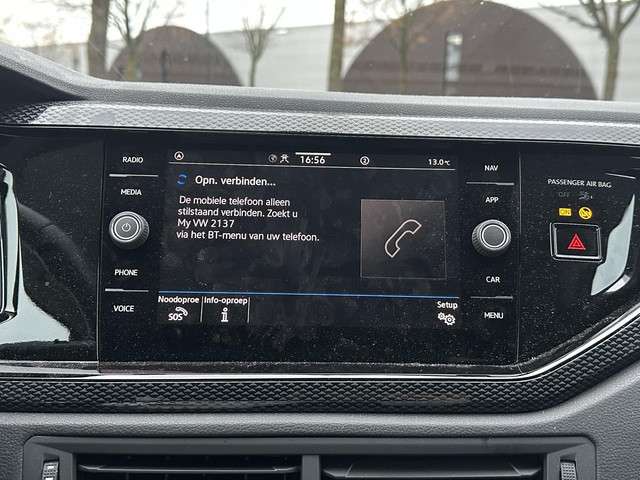 RADIO
MEDIA
PHONE
VOICE
16:56
2
13.0°C
Opn. verbinden...
De mobiele telefoon alleen
stilstaand verbinden. Zoekt u
My VW 2137
via het BT-menu van uw telefoon.
Noodoproe
SOS
Info-oproep
i
Setup
NAV
APP
CAR
MENU
PASSENGER AIR BAG
OFF
ON